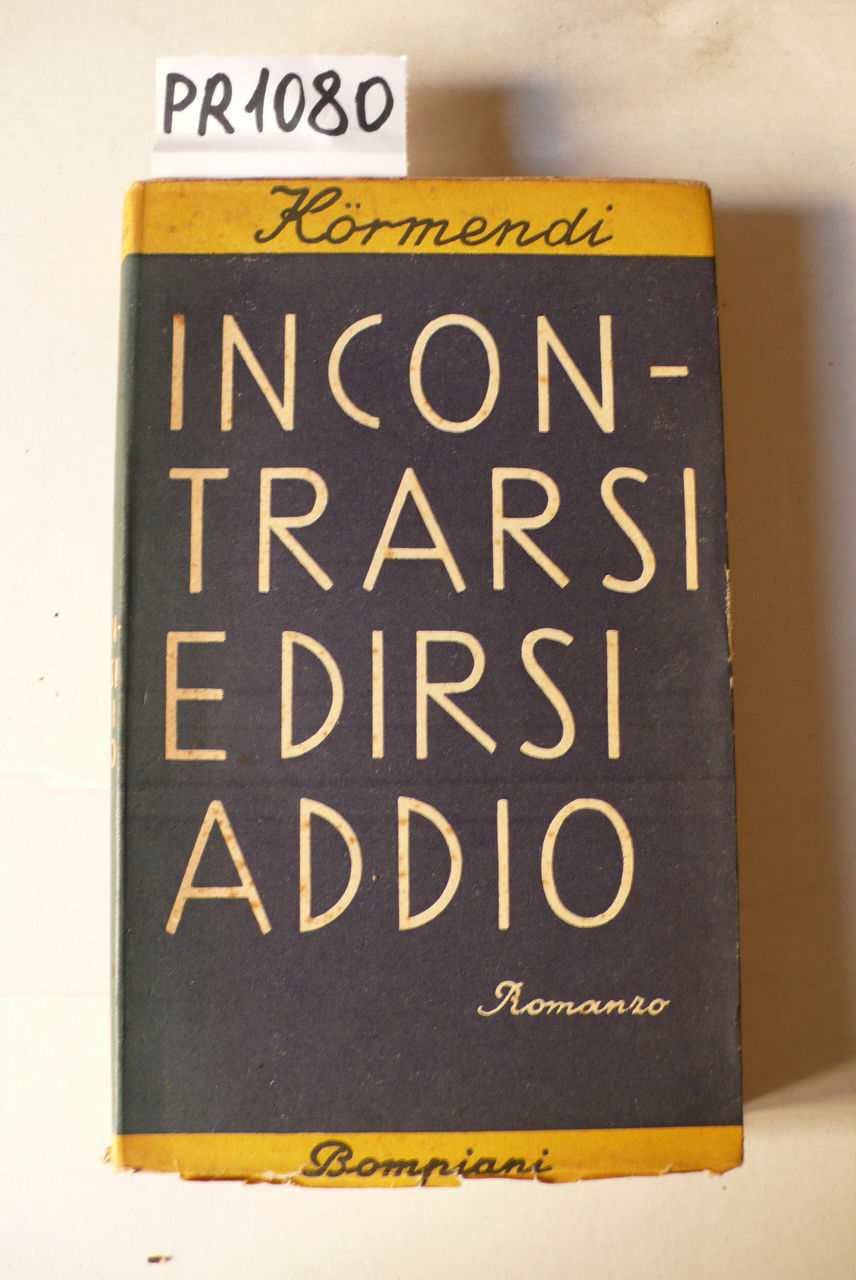 PR1080
Körmendi
INCON-
TRARSI
E DIRSI
ADDIO
Romanzo
Bompiani